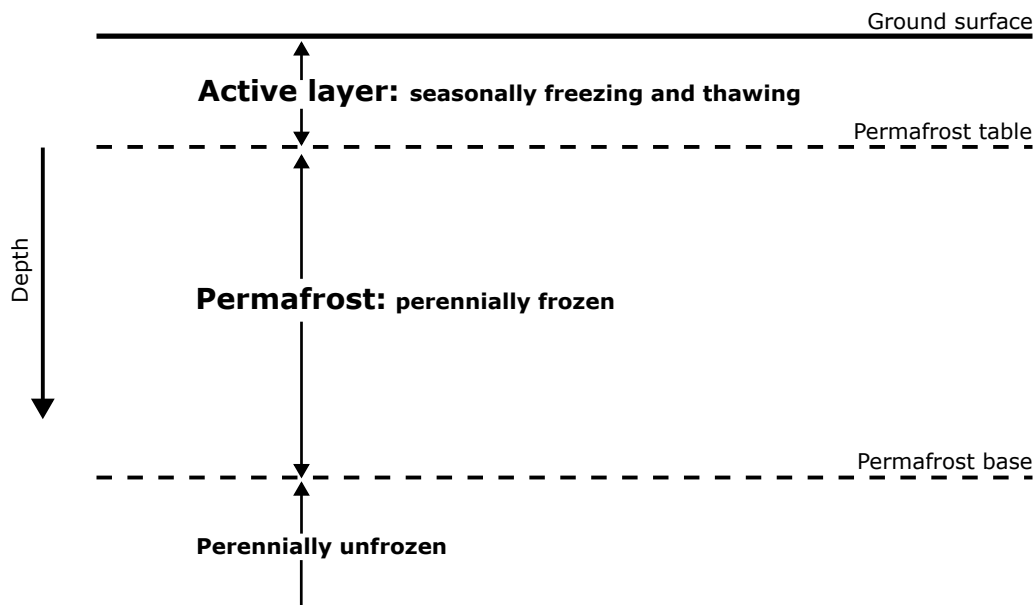 Ground surface
Active layer: seasonally freezing and thawing
Permafrost table
Depth
Permafrost: perennially frozen
Permafrost base
Perennially unfrozen